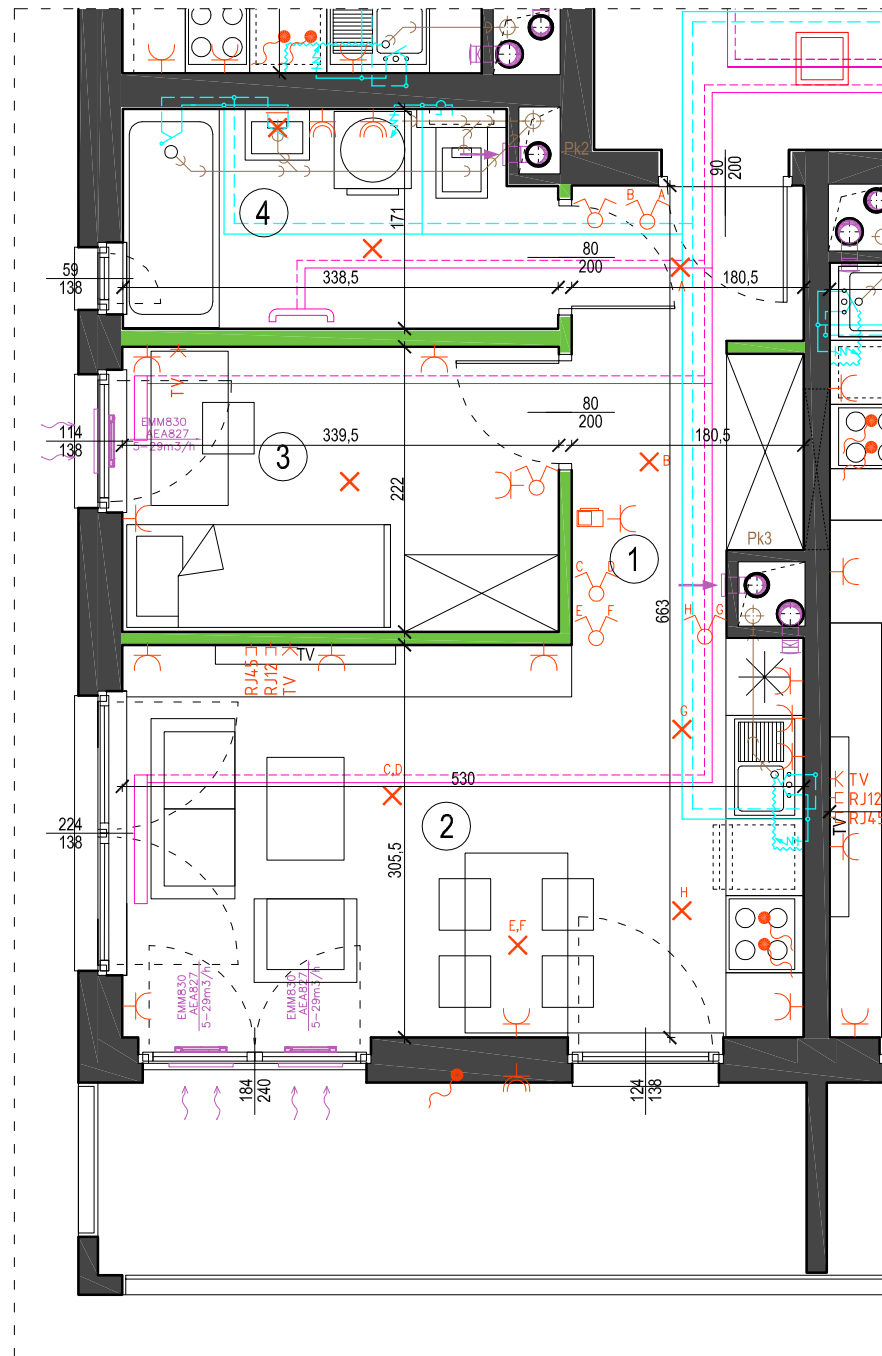 Pk2
90
200
4
B
A
171
59
138
338,5
80
200
180,5
A
TV
EMM830
AEA827
5-29m3/h
114
138
339,5
80
200
180,5
3
B
222
1
Pk3
C
D
E
F
663
H
G
RJ45
RJ12
TV
TV
G
C,D
530
TV
RJ12
RJ45
TV
224
138
2
305,5
H
E,F
EMM830
AEA827
5-29m3/h
EMM830
AEA827
5-29m3/h
184
240
124
138